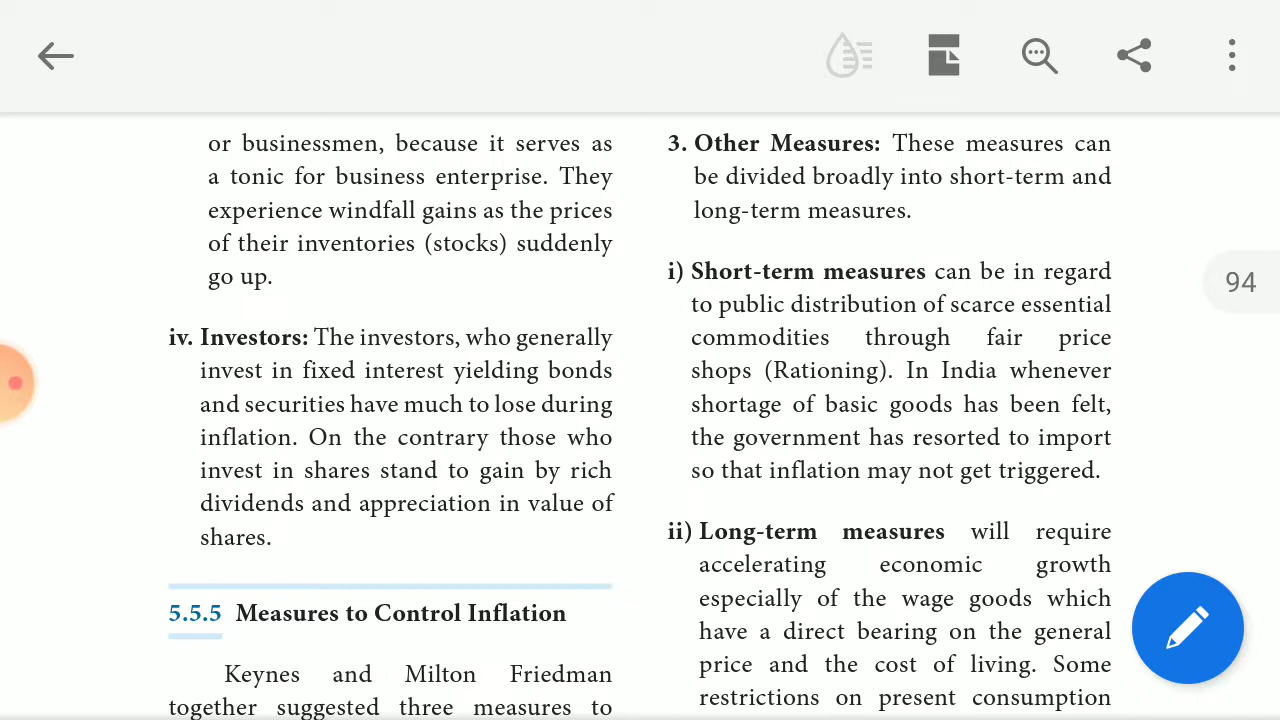 or businessmen, because it serves as
a tonic for business enterprise. They
experience windfall gains as the prices
of their inventories (stocks) suddenly
go up.
iv. Investors: The investors, who generally
invest in fixed interest yielding bonds
and securities have much to lose during
inflation. On the contrary those who
invest in shares stand to gain by rich
dividends and appreciation in value of
shares.
5.5.5 Measures to Control Inflation
Keynes and Milton Friedman
together suggested three measures to
3. Other Measures: These measures can
be divided broadly into short-term and
long-term measures.
i) Short-term measures can be in regard
to public distribution of scarce essential
commodities through fair price
shops (Rationing). In India whenever
shortage of basic goods has been felt,
the government has resorted to import
so that inflation may not get triggered.
ii) Long-term measures will require
accelerating economic growth
especially of the wage goods which
have a direct bearing on the general
price and the cost of living. Some
restrictions on present consumption
94